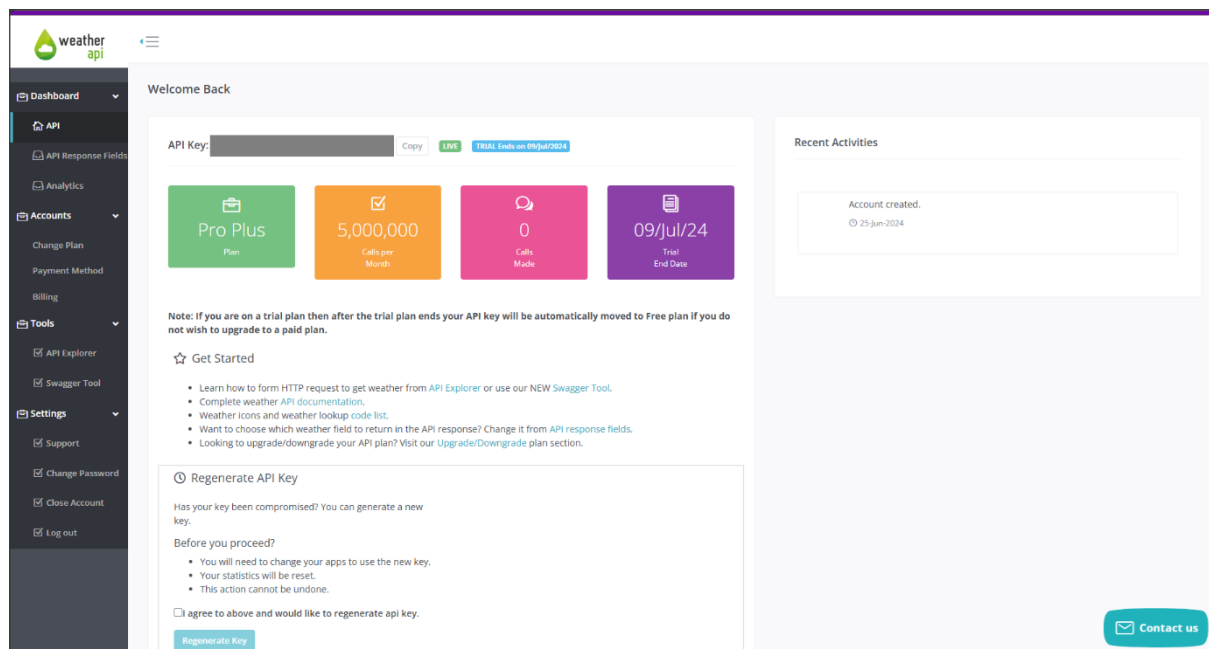 weather
api
Dashboard
API
API Response Fields
Analytics
Accounts
Change Plan
Payment Method
Billing
Tools
API Explorer
Swagger Tool
Settings
Support
Change Password
Close Account
Log out
Welcome Back
API Key:
Copy
LIVE
TRIAL Ends on 09/Jul/2024
Pro Plus
Plan
5,000,000
Calls per
Month
0
Calls
Made
09/Jul/24
Trial
End Date
Note: If you are on a trial plan then after the trial plan ends your API key will be automatically moved to Free plan if you do
not wish to upgrade to a paid plan.
Get Started
• Learn how to form HTTP request to get weather from API Explorer or use our NEW Swagger Tool.
• Complete weather API documentation.
• Weather icons and weather lookup code list.
• Want to choose which weather field to return in the API response? Change it from API response fields.
• Looking to upgrade/downgrade your API plan? Visit our Upgrade/Downgrade plan section.
Regenerate API Key
Has your key been compromised? You can generate a new
key.
Before you proceed?
• You will need to change your apps to use the new key.
• Your statistics will be reset.
• This action cannot be undone.
I agree to above and would like to regenerate api key.
Regenerate Key
Recent Activities
Account created.
25-Jun-2024
Contact us